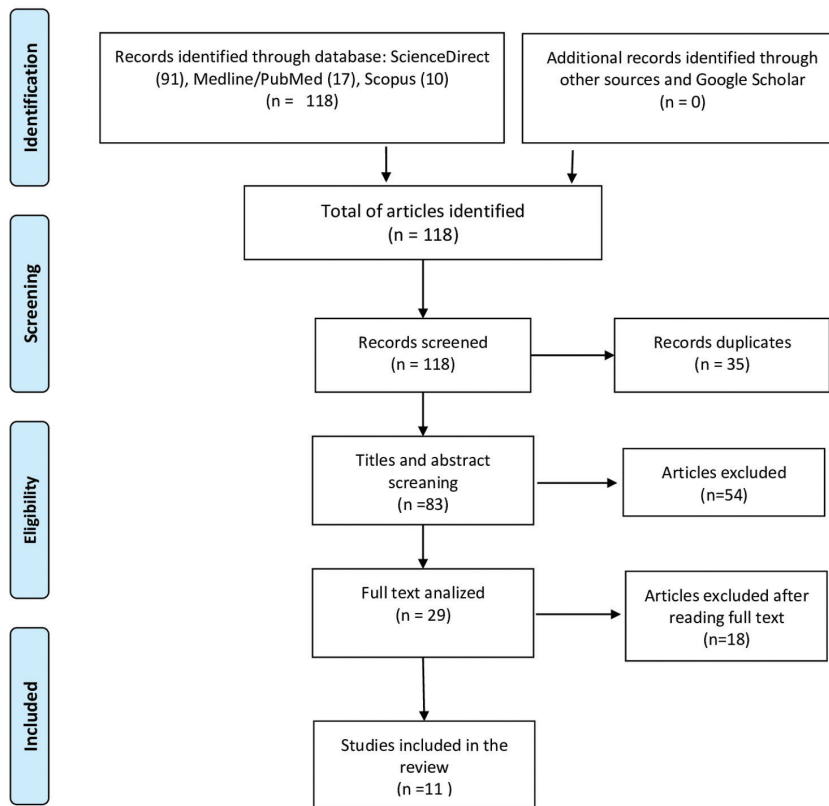 Identification
Records identified through database: ScienceDirect
(91), Medline/PubMed (17), Scopus (10)
(n = 118)
Additional records identified through
other sources and Google Scholar
(n = 0)
Total of articles identified
(n = 118)
Screening
Records screened
(n = 118)
Records duplicates
(n = 35)
Eligibility
Titles and abstract
screaning
(n =83)
Articles excluded
(n=54)
Full text analized
(n = 29)
Articles excluded after
reading full text
(n=18)
Included
Studies included in the
review
(n =11 )